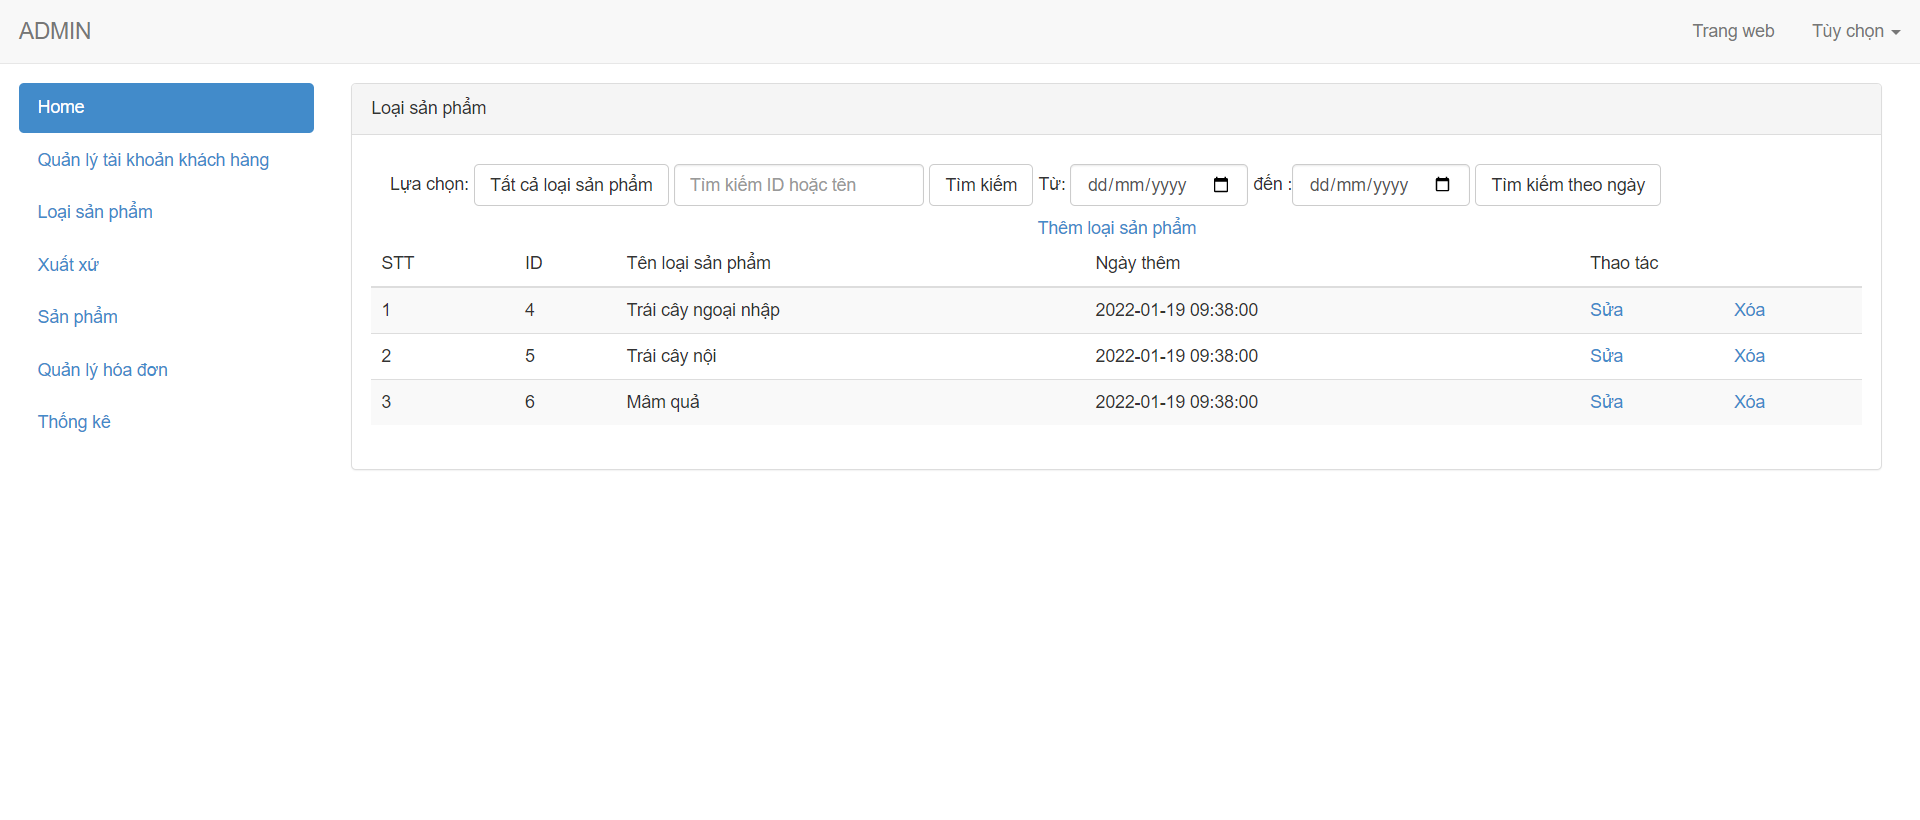 ADMIN Trang web Tùy chọn
Home
Quản lý tài khoản khách hàng
Loại sản phẩm
Xuất xứ
Sản phẩm
Quản lý hóa đơn
Thống kê
Loại sản phẩm
Lựa chọn: Tất cả loại sản phẩm Tìm kiếm ID hoặc tên Tìm kiếm Từ: dd/mm/yyyy đến : dd/mm/yyyy Tìm kiếm theo ngày
Thêm loại sản phẩm
STT ID Tên loại sản phẩm Ngày thêm Thao tác
1 4 Trái cây ngoại nhập 2022-01-19 09:38:00 Sửa Xóa
2 5 Trái cây nội 2022-01-19 09:38:00 Sửa Xóa
3 6 Mâm quả 2022-01-19 09:38:00 Sửa Xóa